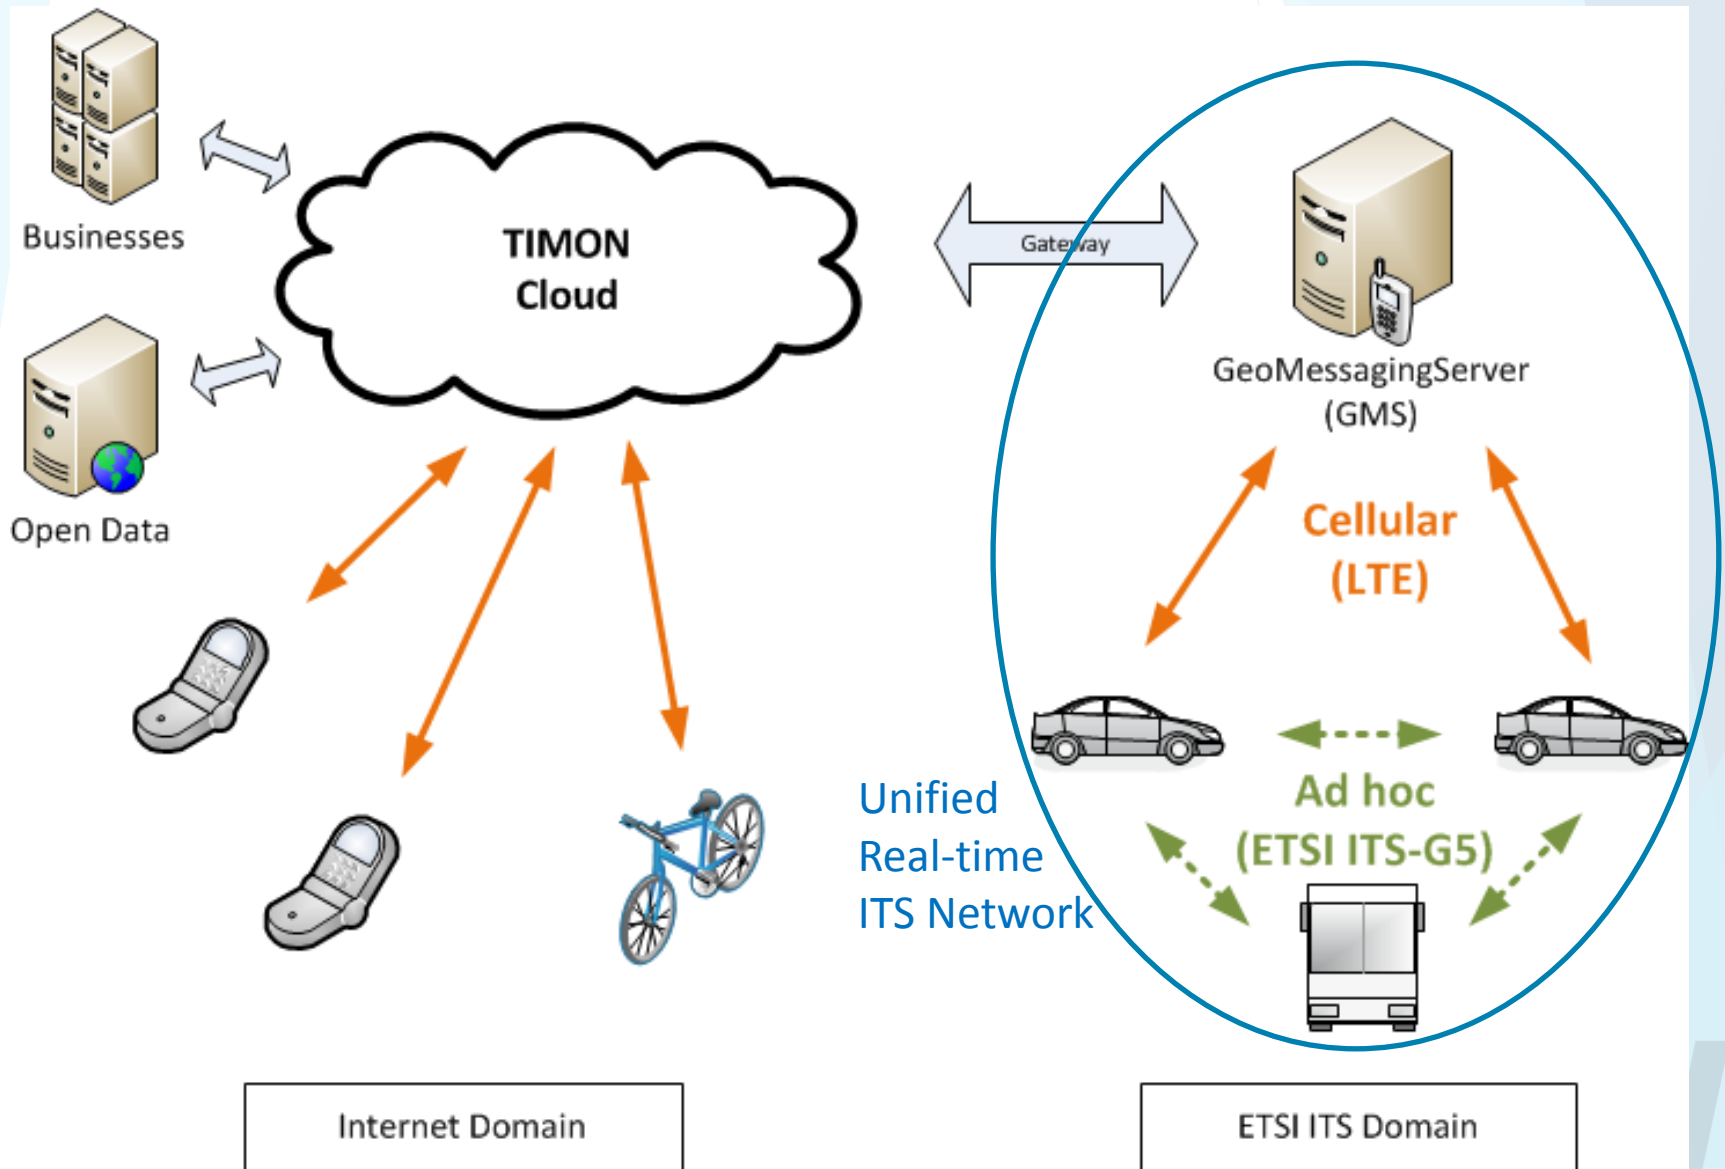 Businesses
TIMON
Cloud
Gateway
GeoMessagingServer
(GMS)
Open Data
Cellular
(LTE)
Unified
Real-time
ITS Network
Ad hoc
(ETSI ITS-G5)
Internet Domain
ETSI ITS Domain